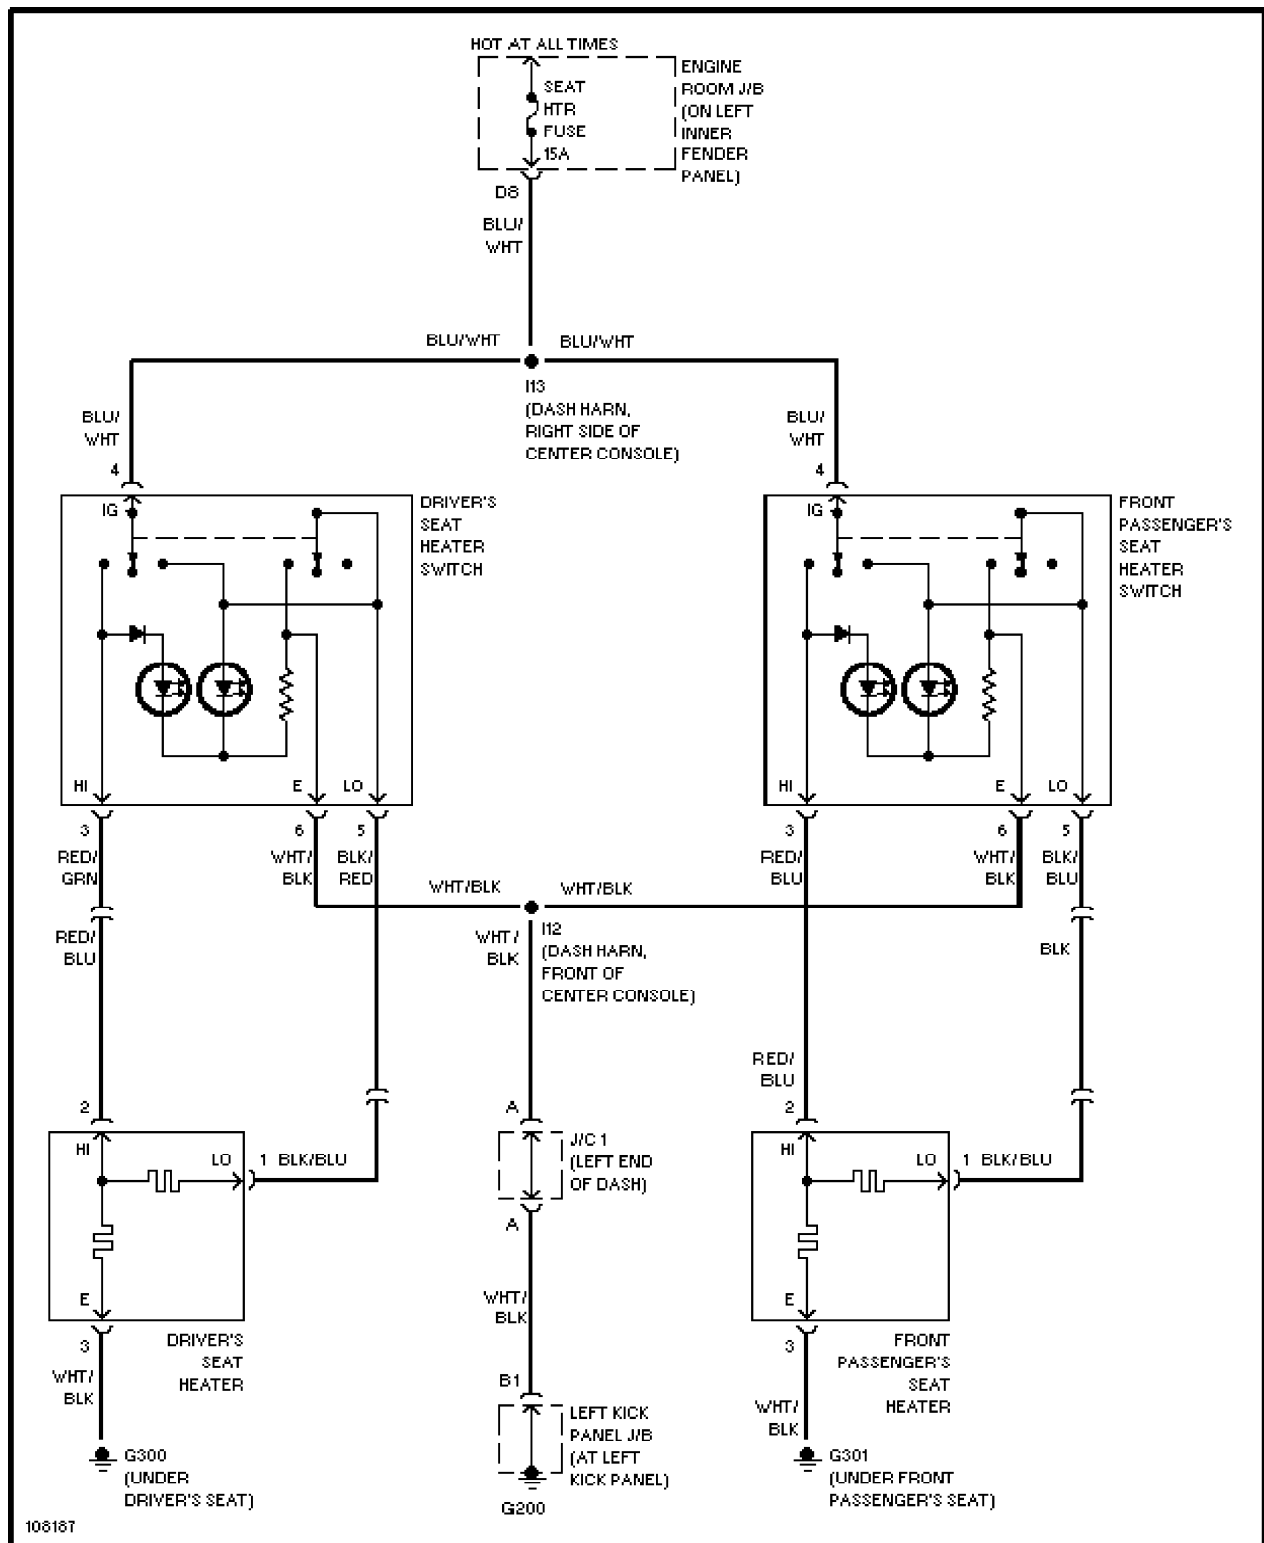 HOT AT ALL TIMES
SEAT
HTR
FUSE
15A
ENGINE
ROOM J/B
(ON LEFT
INNER
FENDER
PANEL)
D8
BLU/
WHT
BLU/WHT
BLU/WHT
I13
(DASH HARN,
RIGHT SIDE OF
CENTER CONSOLE)
BLU/
WHT
4
BLU/
WHT
4
IG
DRIVER'S
SEAT
HEATER
SWITCH
IG
FRONT
PASSENGER'S
SEAT
HEATER
SWITCH
HI
E
LO
HI
E
LO
3
6
5
3
6
5
RED/
GRN
WHT/
BLK
BLK/
RED
RED/
BLU
WHT/
BLK
BLK/
BLU
WHT/BLK
WHT/BLK
RED/
BLU
WHT/
BLK
I12
(DASH HARN,
FRONT OF
CENTER CONSOLE)
BLK
RED/
BLU
2
A
2
HI
LO
1 BLK/BLU
J/C 1
(LEFT END
OF DASH)
HI
LO
1 BLK/BLU
A
E
WHT/
BLK
E
3
DRIVER'S
SEAT
HEATER
3
FRONT
PASSENGER'S
SEAT
HEATER
WHT/
BLK
B1
WHT/
BLK
LEFT KICK
PANEL J/B
(AT LEFT
KICK PANEL)
G300
(UNDER
DRIVER'S SEAT)
G200
G301
(UNDER FRONT
PASSENGER'S SEAT)
108187